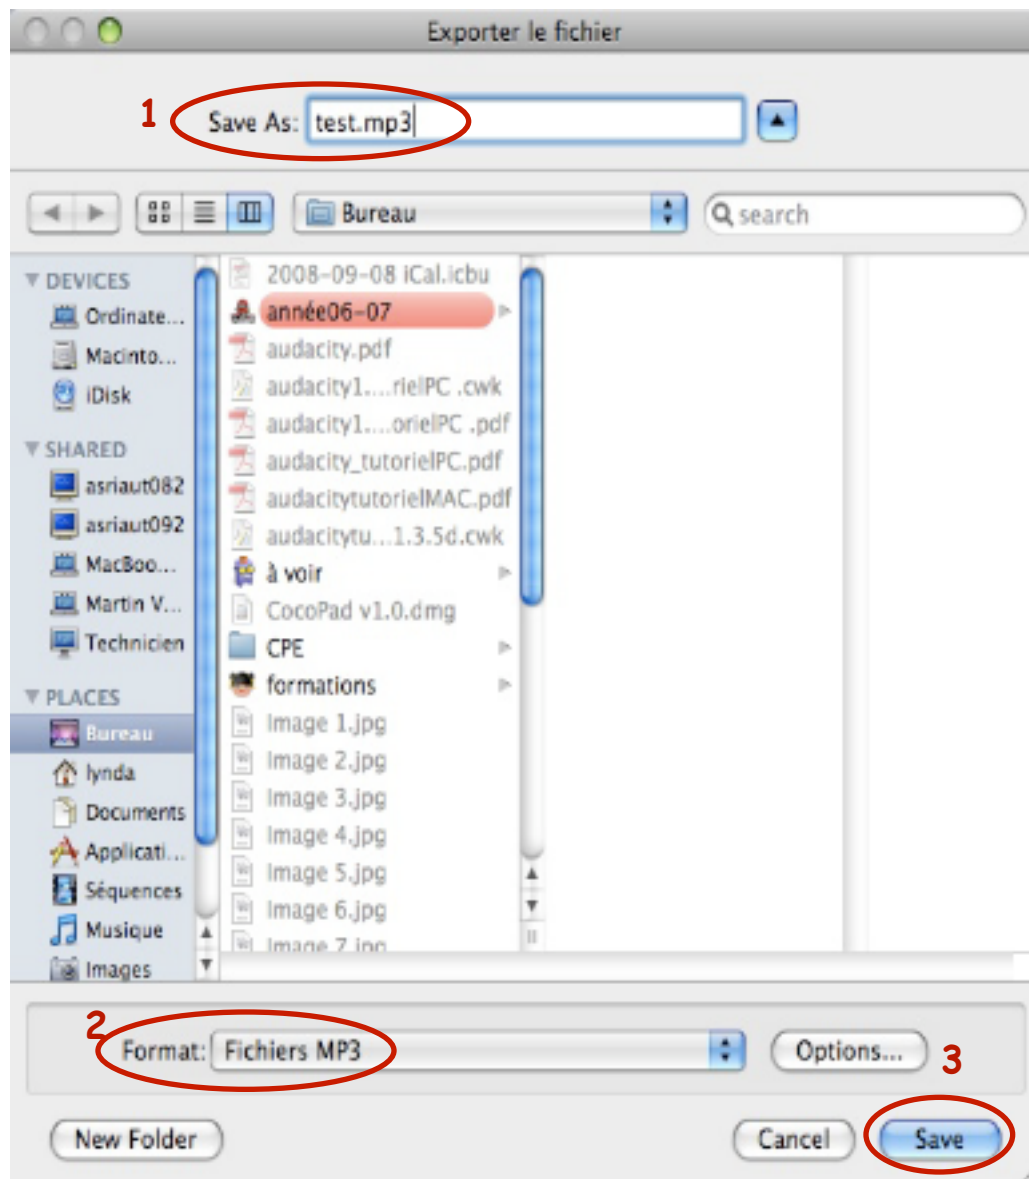 Exporter le fichier
1
Save As: test.mp3
Bureau
search
DEVICES
Ordinate...
Macinto...
iDisk
SHARED
asriaut082
asriaut092
MacBoo...
Martin V...
Technicien
PLACES
Bureau
lynda
Documents
Applicati...
Séquences
Musique
Images
2008-09-08 iCal.icbu
année06-07
audacity.pdf
audacity1....rielPC .cwk
audacity1....orielPC .pdf
audacity_tutorielPC.pdf
audacitytutorielMAC.pdf
audacitytu...1.3.5d.cwk
à voir
CocoPad v1.0.dmg
CPE
formations
Image 1.jpg
Image 2.jpg
Image 3.jpg
Image 4.jpg
Image 5.jpg
Image 6.jpg
Image 7.jpg
2
Format: Fichiers MP3
Options...
3
New Folder
Cancel
Save